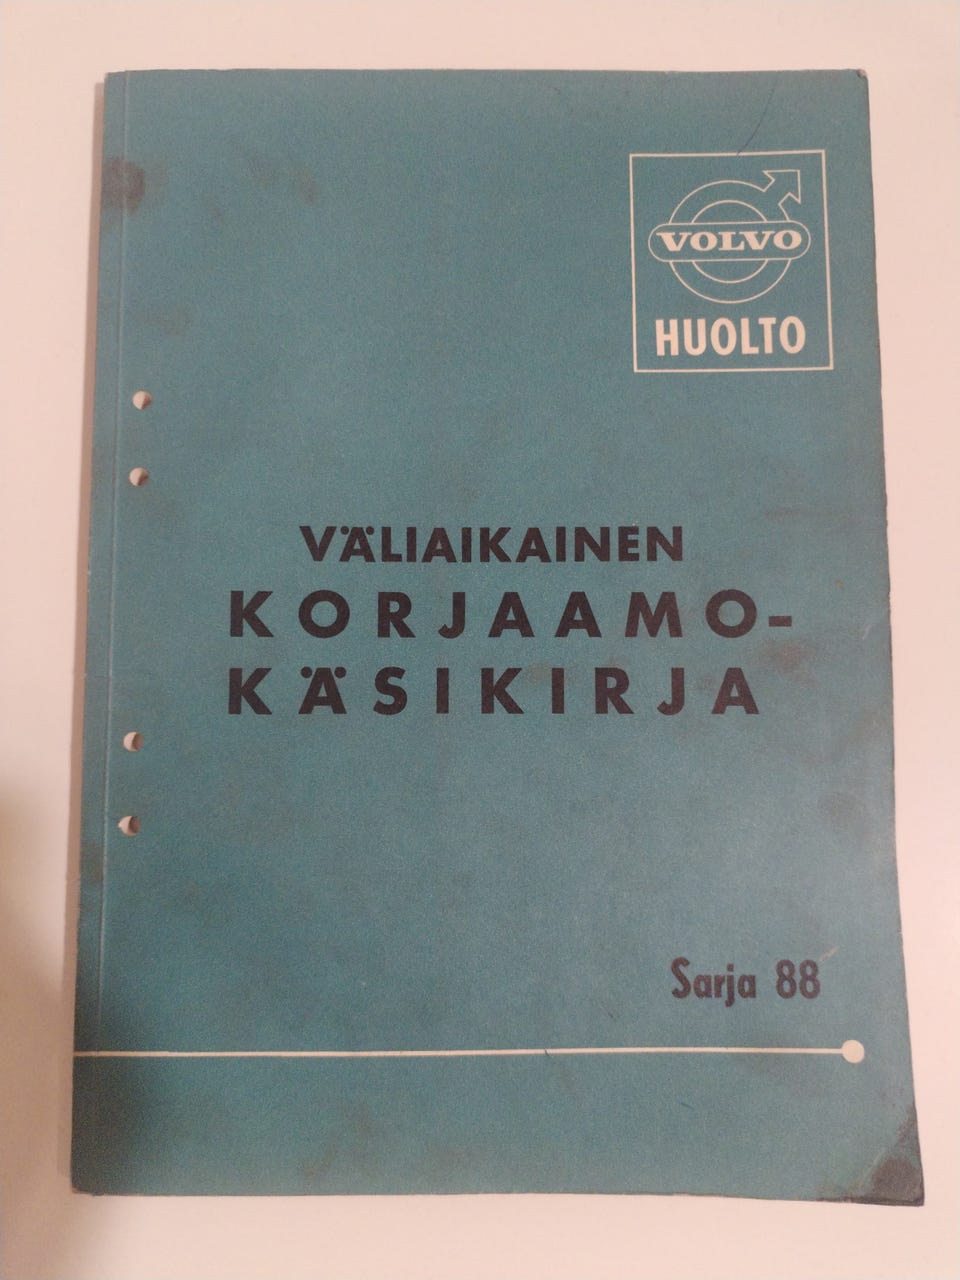 VOLVO
HUOLTO
VÄLIAIKAINEN
KORJAAMO-
KÄSIKIRJA
Sarja 88